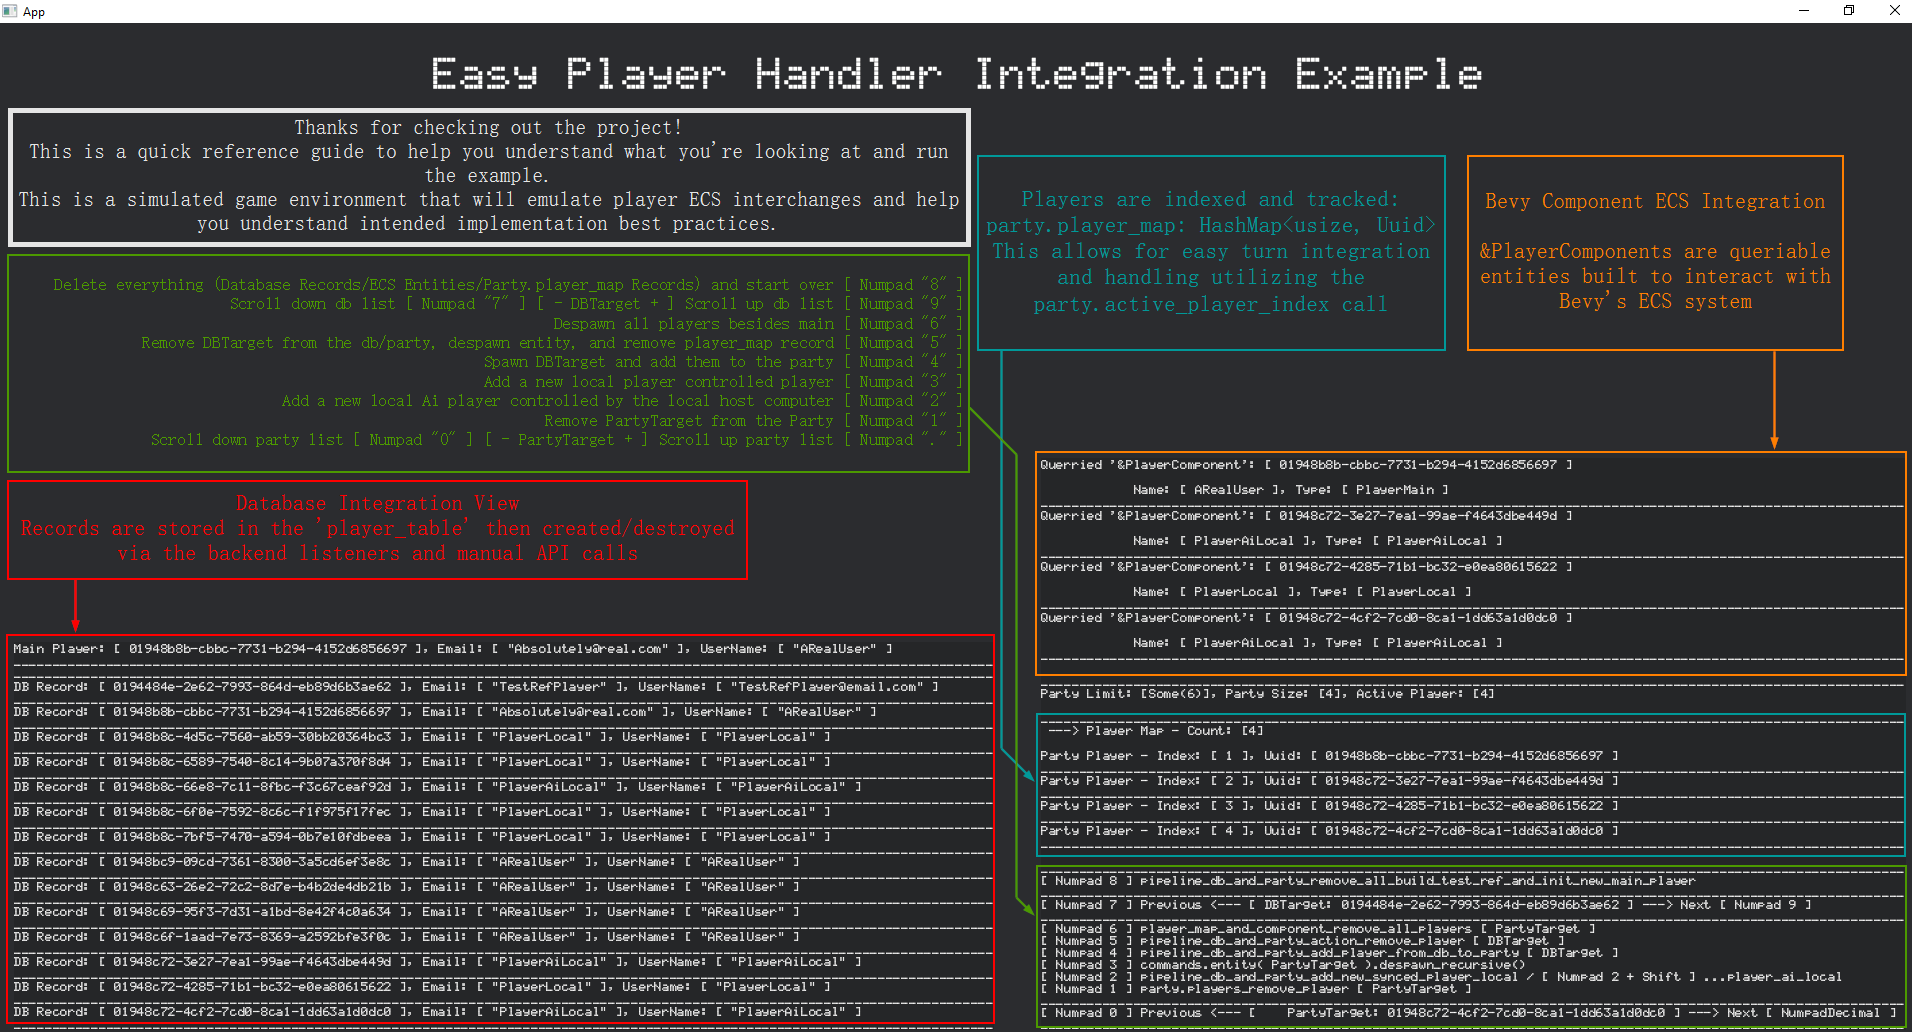 App
Easy Player Handler Integration Example
Thanks for checking out the project!
This is a quick reference guide to help you understand what you're looking at and run
the example.
This is a simulated game environment that will emulate player ECS interchanges and help
you understand intended implementation best practices.
Players are indexed and tracked:
party.player_map: HashMap<usize, Uuid>
This allows for easy turn integration
and handling utilizing the
party.active_player_index call
Bevy Component ECS Integration
&PlayerComponents are queriable
entities built to interact with
Bevy's ECS system
Delete everything (Database Records/ECS Entities/Party.player_map Records) and start over [ Numpad "8" ]
Scroll down db list [ Numpad "7" ] [ - DBTarget + ] Scroll up db list [ Numpad "9" ]
Despawn all players besides main [ Numpad "6" ]
Remove DBTarget from the db/party, despawn entity, and remove player_map record [ Numpad "5" ]
Spawn DBTarget and add them to the party [ Numpad "4" ]
Add a new local player controlled player [ Numpad "3" ]
Add a new local Ai player controlled by the local host computer [ Numpad "2" ]
Remove PartyTarget from the Party [ Numpad "1" ]
Scroll down party list [ Numpad "0" ] [ - PartyTarget + ] Scroll up party list [ Numpad "." ]
Database Integration View
Records are stored in the 'player_table' then created/destroyed
via the backend listeners and manual API calls
Main Player: [ 01948b8b-cbbc-7731-b294-4152d6856697 ], Email: [ "Absolutely@real.com" ], UserName: [ "ARealUser" ]
DB Record: [ 0194484e-2e62-7993-864d-eb89d6b3ae62 ], Email: [ "TestRefPlayer" ], UserName: [ "TestRefPlayer@email.com" ]
DB Record: [ 01948b8b-cbbc-7731-b294-4152d6856697 ], Email: [ "Absolutely@real.com" ], UserName: [ "ARealUser" ]
DB Record: [ 01948b8c-4d5c-7560-ab59-30bb20364bc3 ], Email: [ "PlayerLocal" ], UserName: [ "PlayerLocal" ]
DB Record: [ 01948b8c-6589-7540-8c14-9b07a370f8d4 ], Email: [ "PlayerLocal" ], UserName: [ "PlayerLocal" ]
DB Record: [ 01948b8c-66e8-7c11-8fbc-f3c67ceaf92d ], Email: [ "PlayerAiLocal" ], UserName: [ "PlayerAiLocal" ]
DB Record: [ 01948b8c-6f0e-7592-8c6c-f1f975f17fec ], Email: [ "PlayerLocal" ], UserName: [ "PlayerLocal" ]
DB Record: [ 01948b8c-7bf5-7470-a594-0b7e10fdbeea ], Email: [ "PlayerLocal" ], UserName: [ "PlayerLocal" ]
DB Record: [ 01948bc9-09cd-7361-8300-3a5cd6ef3e8c ], Email: [ "ARealUser" ], UserName: [ "ARealUser" ]
DB Record: [ 01948c63-26e2-72c2-8d7e-b4b2de4db21b ], Email: [ "ARealUser" ], UserName: [ "ARealUser" ]
DB Record: [ 01948c69-95f3-7d31-a1bd-8e42f4c0a634 ], Email: [ "ARealUser" ], UserName: [ "ARealUser" ]
DB Record: [ 01948c6f-1aad-7e73-8369-a2592bfe3f0c ], Email: [ "ARealUser" ], UserName: [ "ARealUser" ]
DB Record: [ 01948c72-3e27-7ea1-99ae-f4643dbe449d ], Email: [ "PlayerAiLocal" ], UserName: [ "PlayerAiLocal" ]
DB Record: [ 01948c72-4285-71b1-bc32-e0ea80615622 ], Email: [ "PlayerLocal" ], UserName: [ "PlayerLocal" ]
DB Record: [ 01948c72-4cf2-7cd0-8ca1-1dd63a1d0dc0 ], Email: [ "PlayerAiLocal" ], UserName: [ "PlayerAiLocal" ]
Querried '&PlayerComponent': [ 01948b8b-cbbc-7731-b294-4152d6856697 ]
Name: [ ARealUser ], Type: [ PlayerMain ]
Querried '&PlayerComponent': [ 01948c72-3e27-7ea1-99ae-f4643dbe449d ]
Name: [ PlayerAiLocal ], Type: [ PlayerAiLocal ]
Querried '&PlayerComponent': [ 01948c72-4285-71b1-bc32-e0ea80615622 ]
Name: [ PlayerLocal ], Type: [ PlayerLocal ]
Querried '&PlayerComponent': [ 01948c72-4cf2-7cd0-8ca1-1dd63a1d0dc0 ]
Name: [ PlayerAiLocal ], Type: [ PlayerAiLocal ]
Party Limit: [Some(6)], Party Size: [4], Active Player: [4]
---> Player Map - Count: [4]
Party Player - Index: [ 1 ], Uuid: [ 01948b8b-cbbc-7731-b294-4152d6856697 ]
Party Player - Index: [ 2 ], Uuid: [ 01948c72-3e27-7ea1-99ae-f4643dbe449d ]
Party Player - Index: [ 3 ], Uuid: [ 01948c72-4285-71b1-bc32-e0ea80615622 ]
Party Player - Index: [ 4 ], Uuid: [ 01948c72-4cf2-7cd0-8ca1-1dd63a1d0dc0 ]
[ Numpad 8 ] pipeline_db_and_party_remove_all_build_test_ref_and_init_new_main_player
[ Numpad 7 ] Previous <--- [ DBTarget: 0194484e-2e62-7993-864d-eb89d6b3ae62 ] ---> Next [ Numpad 9 ]
[ Numpad 6 ] player_map_and_component_remove_all_players [ PartyTarget ]
[ Numpad 5 ] pipeline_db_and_party_action_remove_player [ DBTarget ]
[ Numpad 4 ] pipeline_db_and_party_add_player_from_db_to_party [ DBTarget ]
[ Numpad 3 ] commands.entity( PartyTarget ).despawn_recursive()
[ Numpad 2 ] pipeline_db_and_party_add_new_synced_player_local / [ Numpad 2 + Shift ] ...player_ai_local
[ Numpad 1 ] party.players_remove_player [ PartyTarget ]
[ Numpad 0 ] Previous <--- [ PartyTarget: 01948c72-4cf2-7cd0-8ca1-1dd63a1d0dc0 ] ---> Next [ NumpadDecimal ]